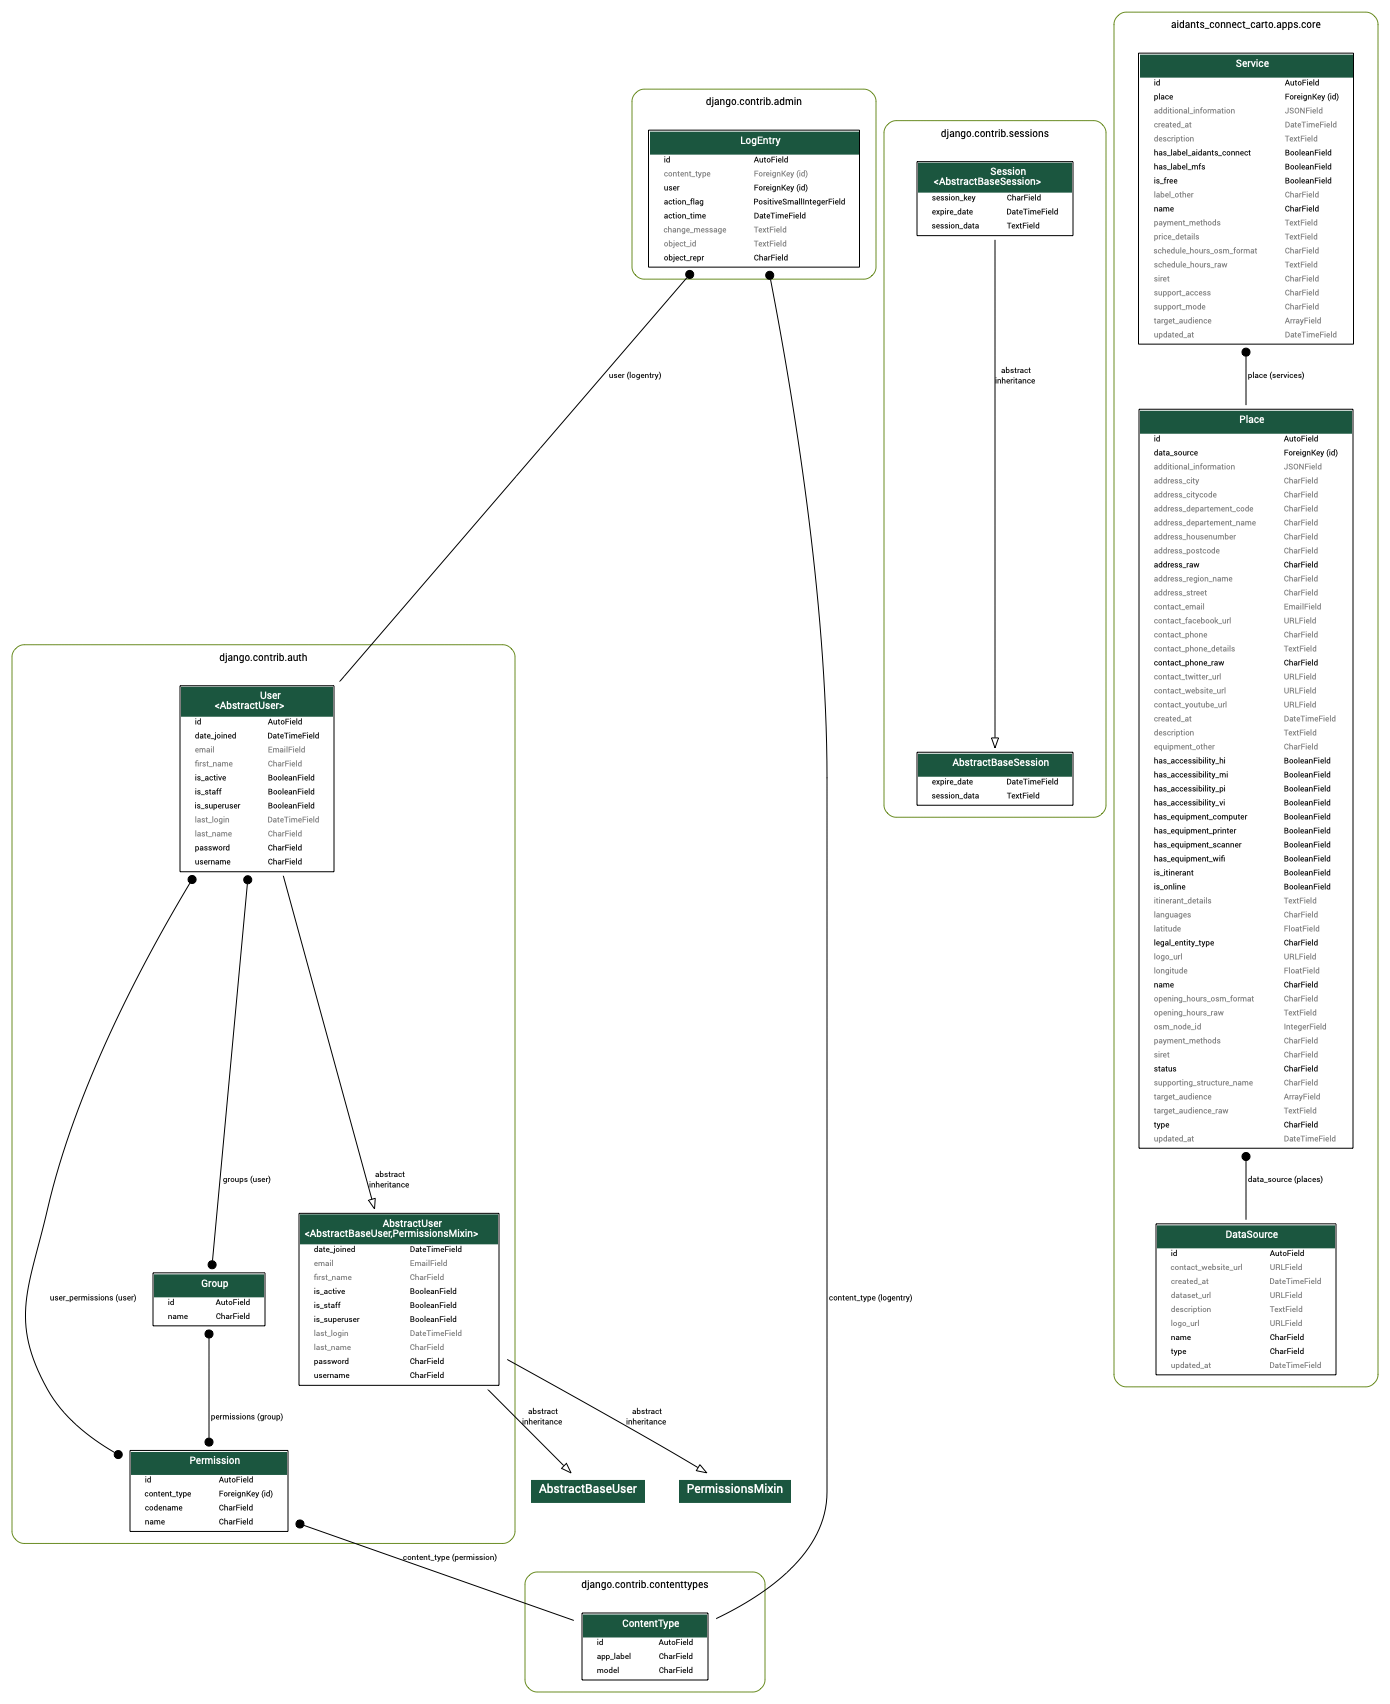 aidants_connect_carto.apps.core
Service
id AutoField
place ForeignKey (id)
additional_information JSONField
created_at DateTimeField
description TextField
has_label_aidants_connect BooleanField
has_label_mfs BooleanField
is_free BooleanField
label_other CharField
name CharField
payment_methods TextField
price_details TextField
schedule_hours_osm_format CharField
schedule_hours_raw TextField
siret CharField
support_access CharField
support_mode CharField
target_audience ArrayField
updated_at DateTimeField
place (services)
Place
id AutoField
data_source ForeignKey (id)
additional_information JSONField
address_city CharField
address_citycode CharField
address_departement_code CharField
address_departement_name CharField
address_housenumber CharField
address_postcode CharField
address_raw CharField
address_region_name CharField
address_street CharField
contact_email EmailField
contact_facebook_url URLField
contact_phone CharField
contact_phone_details TextField
contact_phone_raw CharField
contact_twitter_url URLField
contact_website_url URLField
contact_youtube_url URLField
created_at DateTimeField
description TextField
equipment_other CharField
has_accessibility_hi BooleanField
has_accessibility_mi BooleanField
has_accessibility_pi BooleanField
has_accessibility_vi BooleanField
has_equipment_computer BooleanField
has_equipment_printer BooleanField
has_equipment_scanner BooleanField
has_equipment_wifi BooleanField
is_itinerant BooleanField
is_online BooleanField
itinerant_details TextField
languages CharField
latitude FloatField
legal_entity_type CharField
logo_url URLField
longitude FloatField
name CharField
opening_hours_osm_format CharField
opening_hours_raw TextField
osm_node_id IntegerField
payment_methods CharField
siret CharField
status CharField
supporting_structure_name CharField
target_audience ArrayField
target_audience_raw TextField
type CharField
updated_at DateTimeField
data_source (places)
DataSource
id AutoField
contact_website_url URLField
created_at DateTimeField
dataset_url URLField
description TextField
logo_url URLField
name CharField
type CharField
updated_at DateTimeField
django.contrib.admin
LogEntry
id AutoField
content_type ForeignKey (id)
user ForeignKey (id)
action_flag PositiveSmallIntegerField
action_time DateTimeField
change_message TextField
object_id TextField
object_repr CharField
user (logentry)
content_type (logentry)
django.contrib.sessions
Session
<AbstractBaseSession>
session_key CharField
expire_date DateTimeField
session_data TextField
abstract
inheritance
AbstractBaseSession
expire_date DateTimeField
session_data TextField
django.contrib.auth
User
<AbstractUser>
id AutoField
date_joined DateTimeField
email EmailField
first_name CharField
is_active BooleanField
is_staff BooleanField
is_superuser BooleanField
last_login DateTimeField
last_name CharField
password CharField
username CharField
abstract
inheritance
groups (user)
user_permissions (user)
AbstractUser
<AbstractBaseUser,PermissionsMixin>
date_joined DateTimeField
email EmailField
first_name CharField
is_active BooleanField
is_staff BooleanField
is_superuser BooleanField
last_login DateTimeField
last_name CharField
password CharField
username CharField
Group
id AutoField
name CharField
permissions (group)
abstract
inheritance
abstract
inheritance
AbstractBaseUser
PermissionsMixin
Permission
id AutoField
content_type ForeignKey (id)
codename CharField
name CharField
content_type (permission)
django.contrib.contenttypes
ContentType
id AutoField
app_label CharField
model CharField